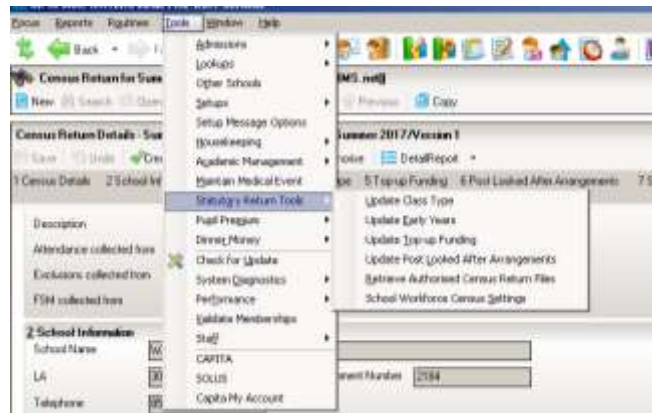 Focus Reports Routines Tools Window Help
Back
Census Return for Sum
New Search Open
Previous Copy
Census Return Details - Sum
Summer 2017/Version 1
Save Undo
DetailReport
1 Census Details 2 School Inf
5 Top-up Funding 6 Post Looked After Arrangements 7 S
Description
Attendance collected from
Exclusions collected from
FSM collected from
2 School Information
School Name
LA
Telephone
2184
Admissions
Lookups
Other Schools
Setups
Setup Message Options
Housekeeping
Academic Management
Maintain Medical Event
Statutory Return Tools
Pupil Premium
Dinner Money
Check for Update
System Diagnostics
Performance
Validate Memberships
Staff
CAPITA
SOLUS
Capita My Account
Update Class Type
Update Early Years
Update Top-up Funding
Update Post Looked After Arrangements
Retrieve Authorised Census Return Files
School Workforce Census Settings